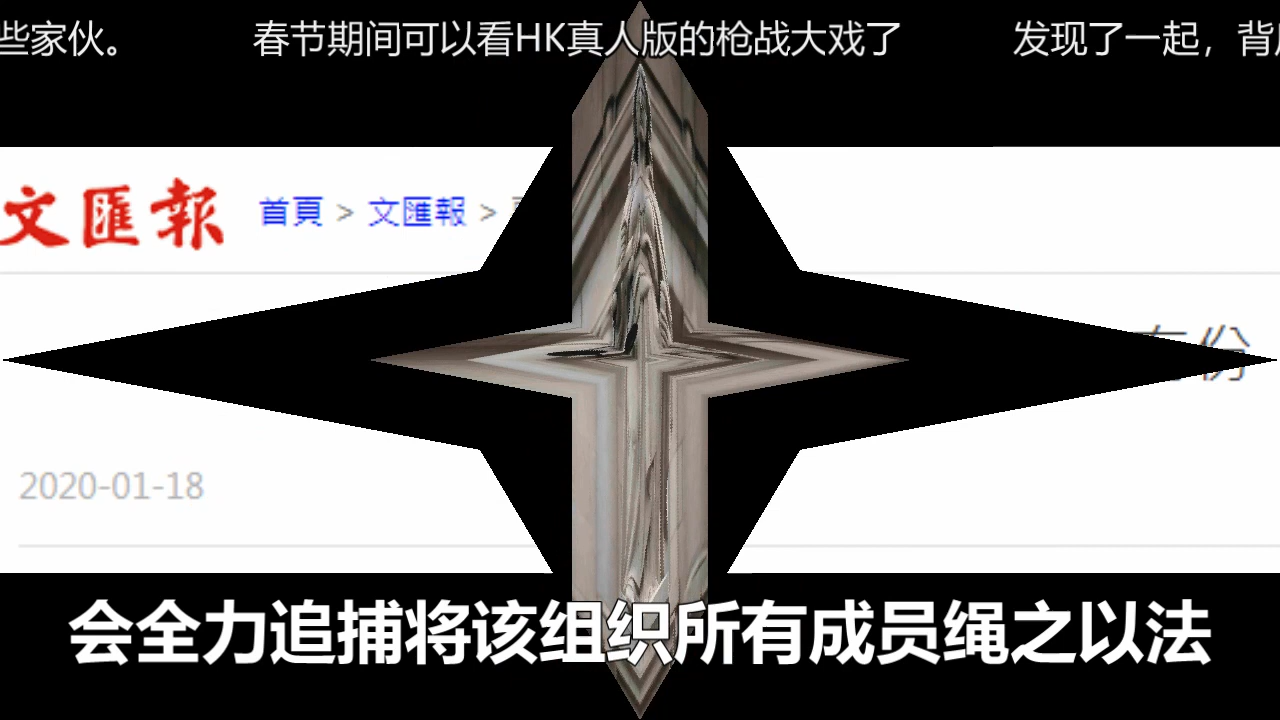 些家伙。 春节期间可以看HK真人版的枪战大戏了 发现了一起，背
文匯報 首頁 > 文匯報 >
份
2020-01-18
会全力追捕将该组织所有成员绳之以法